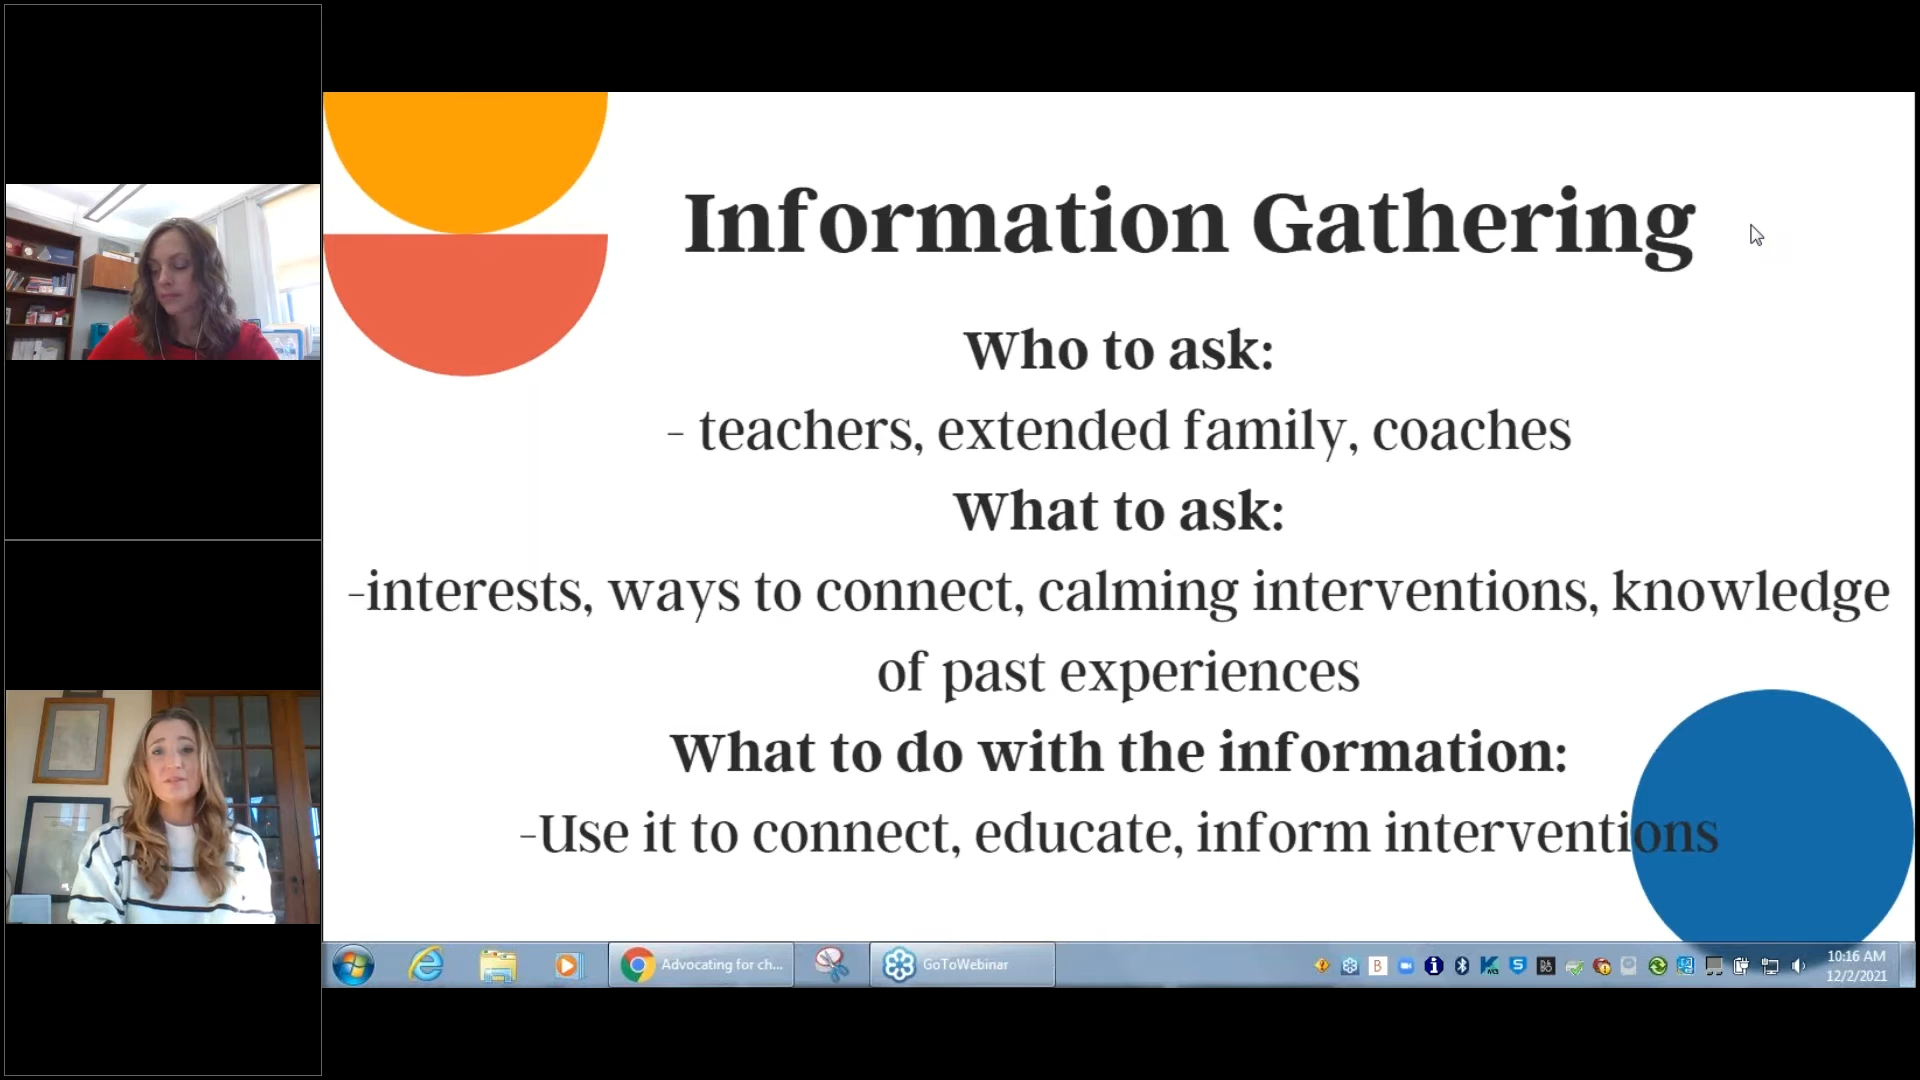 Information Gathering
Who to ask:
- teachers, extended family, coaches
What to ask:
-interests, ways to connect, calming interventions, knowledge
of past experiences
What to do with the information:
-Use it to connect, educate, inform interventions
Advocating for ch...
GoToWebinar
10:16 AM
12/2/2021